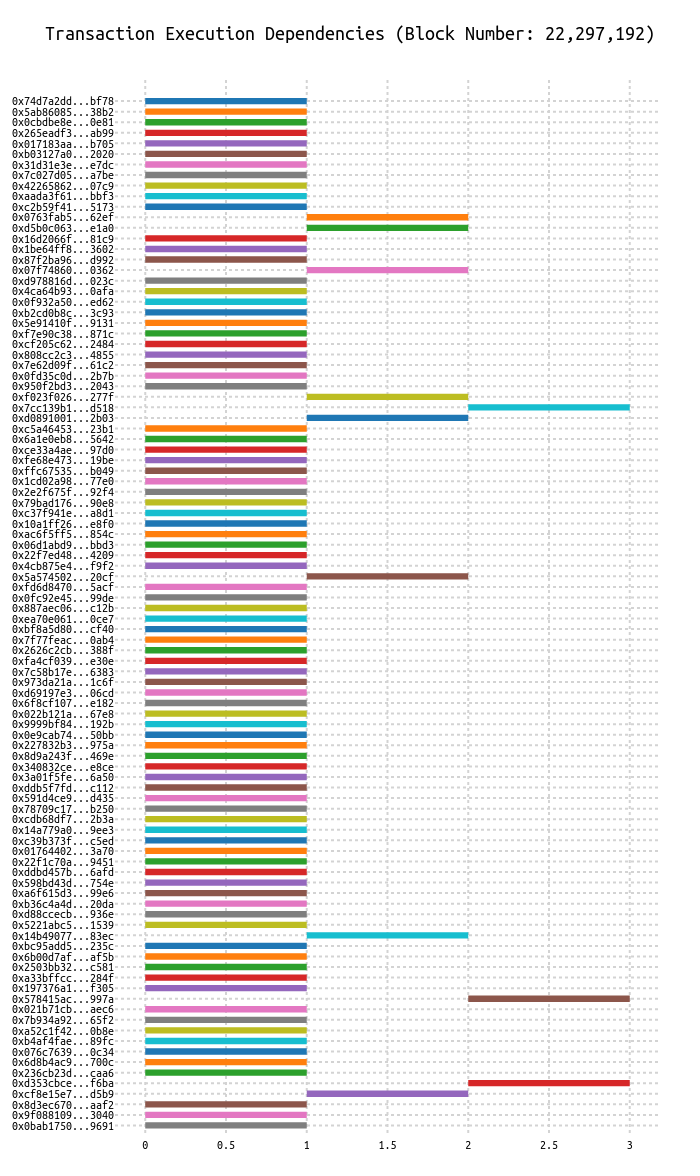 Transaction Execution Dependencies (Block Number: 22,297,192)
0x74d7a2dd...bf78
0x5ab86085...38b2
0x0cbdbe8e...0e81
0x265eadf3...ab99
0x017183aa...b705
0xb03127a0...2020
0x31d31e3e...e7dc
0x7c027d05...a7be
0x42265862...07c9
0xaada3f61...bbf3
0xc2b59f41...5173
0x0763fab5...62ef
0xd5b0c063...e1a0
0x16d2066f...81c9
0x1be64ff8...3602
0x87f2ba96...d992
0x07f74860...0362
0xd978816d...023c
0x4ca64b93...0afa
0x0f932a50...ed62
0xb2cd0b8c...3c93
0x5e91410f...9131
0xf7e90c38...871c
0xcf205c62...2484
0x808cc2c3...4855
0x7e62d09f...61c2
0x0fd35c0d...2b7b
0x950f2bd3...2043
0xf023f026...277f
0x7cc139b1...d518
0xd0891001...2b03
0xc5a46453...23b1
0x6a1e0eb8...5642
0xce33a4ae...97d0
0xfe68e473...19be
0xffc67535...b049
0x1cd02a98...77e0
0x2e2f675f...92f4
0x79bad176...90e8
0xc37f941e...a8d1
0x10a1ff26...e8f0
0xac6f5ff5...854c
0x06d1abd9...bbd3
0x22f7ed48...4209
0x4cb875e4...f9f2
0x5a574502...20cf
0xfd6d8470...5acf
0x0fc92e45...99de
0x887aec06...c12b
0xea70e061...0ce7
0xbf8a5d80...cf40
0x7f77feac...0ab4
0x2626c2cb...388f
0xfa4cf039...e30e
0x7c58b17e...6383
0x973da21a...1c6f
0xd69197e3...06cd
0x6f8cf107...e182
0x022b121a...67e8
0x9999bf84...192b
0x0e9cab74...50bb
0x227832b3...975a
0x8d9a243f...469e
0x340832ce...e8ce
0x3a01f5fe...6a50
0xddb5f7fd...c112
0x591d4ce9...d435
0x78709c17...b250
0xcdb68df7...2b3a
0x14a779a0...9ee3
0xc39b373f...c5ed
0x01764402...3a70
0x22f1c70a...9451
0xddbd457b...6afd
0x598bd43d...754e
0xa6f615d3...99e6
0xb36c4a4d...20da
0xd88ccecb...936e
0x5221abc5...1539
0x14b49077...83ec
0xbc95add5...235c
0x6b00d7af...af5b
0x2503bb32...c581
0xa33bffcc...284f
0x197376a1...f305
0x578415ac...997a
0x021b71cb...aec6
0x7b934a92...65f2
0xa52c1f42...0b8e
0xb4af4fae...89fc
0x076c7639...0c34
0x6d8b4ac9...700c
0x236cb23d...caa6
0xd353cbce...f6ba
0xcf8e15e7...d5b9
0x8d3ec670...aaf2
0x9f088109...3040
0x0bab1750...9691
0 0.5 1 1.5 2 2.5 3